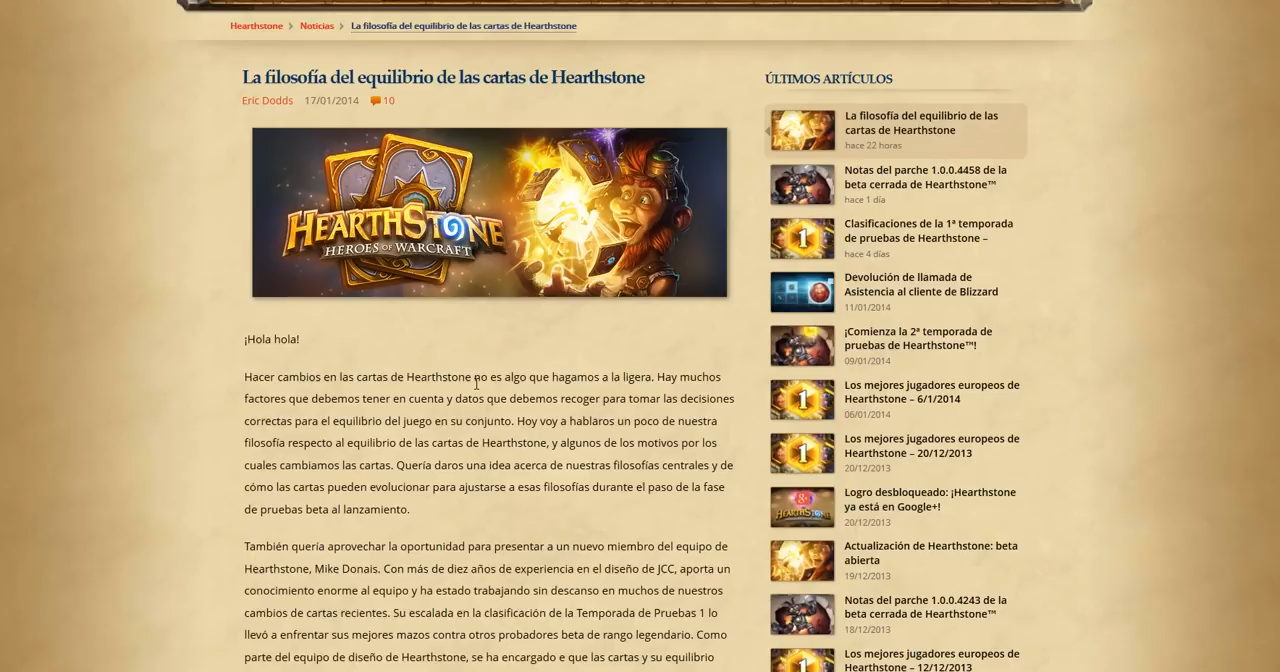 Hearthstone > Noticias > La filosofía del equilibrio de las cartas de Hearthstone
La filosofía del equilibrio de las cartas de Hearthstone
Eric Dodds 17/01/2014 10
HEARTHSTONE
HEROES OF WARCRAFT
¡Hola hola!
Hacer cambios en las cartas de Hearthstone no es algo que hagamos a la ligera. Hay muchos
factores que debemos tener en cuenta y datos que debemos recoger para tomar las decisiones
correctas para el equilibrio del juego en su conjunto. Hoy voy a hablaros un poco de nuestra
filosofía respecto al equilibrio de las cartas de Hearthstone, y algunos de los motivos por los
cuales cambiamos las cartas. Quería daros una idea acerca de nuestras filosofías centrales y de
cómo las cartas pueden evolucionar para ajustarse a esas filosofías durante el paso de la fase
de pruebas beta al lanzamiento.
También quería aprovechar la oportunidad para presentar a un nuevo miembro del equipo de
Hearthstone, Mike Donais. Con más de diez años de experiencia en el diseño de JCC, aporta un
conocimiento enorme al equipo y ha estado trabajando sin descanso en muchos de nuestros
cambios de cartas recientes. Su escalada en la clasificación de la Temporada de Pruebas 1 lo
llevó a enfrentar sus mejores mazos contra otros probadores beta de rango legendario. Como
parte del equipo de diseño de Hearthstone, se ha encargado e que las cartas y su equilibrio
ÚLTIMOS ARTÍCULOS
La filosofía del equilibrio de las
cartas de Hearthstone
hace 22 horas
Notas del parche 1.0.0.4458 de la
beta cerrada de Hearthstone™
hace 1 día
1
Clasificaciones de la 1ª temporada
de pruebas de Hearthstone –
hace 4 días
Devolución de llamada de
Asistencia al cliente de Blizzard
11/01/2014
¡Comienza la 2ª temporada de
pruebas de Hearthstone™!
09/01/2014
1
Los mejores jugadores europeos de
Hearthstone – 6/1/2014
06/01/2014
1
Los mejores jugadores europeos de
Hearthstone – 20/12/2013
20/12/2013
g+
HEARTHSTONE
Logro desbloqueado: ¡Hearthstone
ya está en Google+!
20/12/2013
Actualización de Hearthstone: beta
abierta
19/12/2013
Notas del parche 1.0.0.4243 de la
beta cerrada de Hearthstone™
18/12/2013
1
Los mejores jugadores europeos de
Hearthstone – 12/12/2013